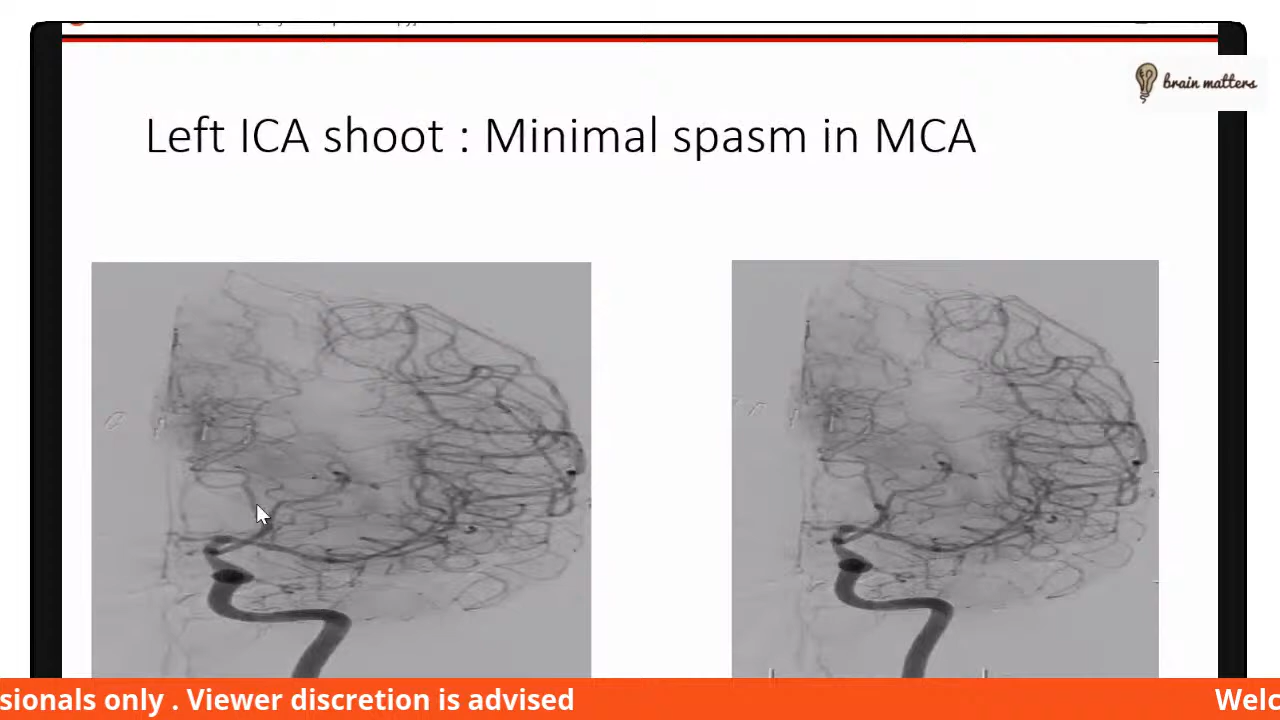 brain matters
Left ICA shoot : Minimal spasm in MCA
sionals only . Viewer discretion is advised
Welc